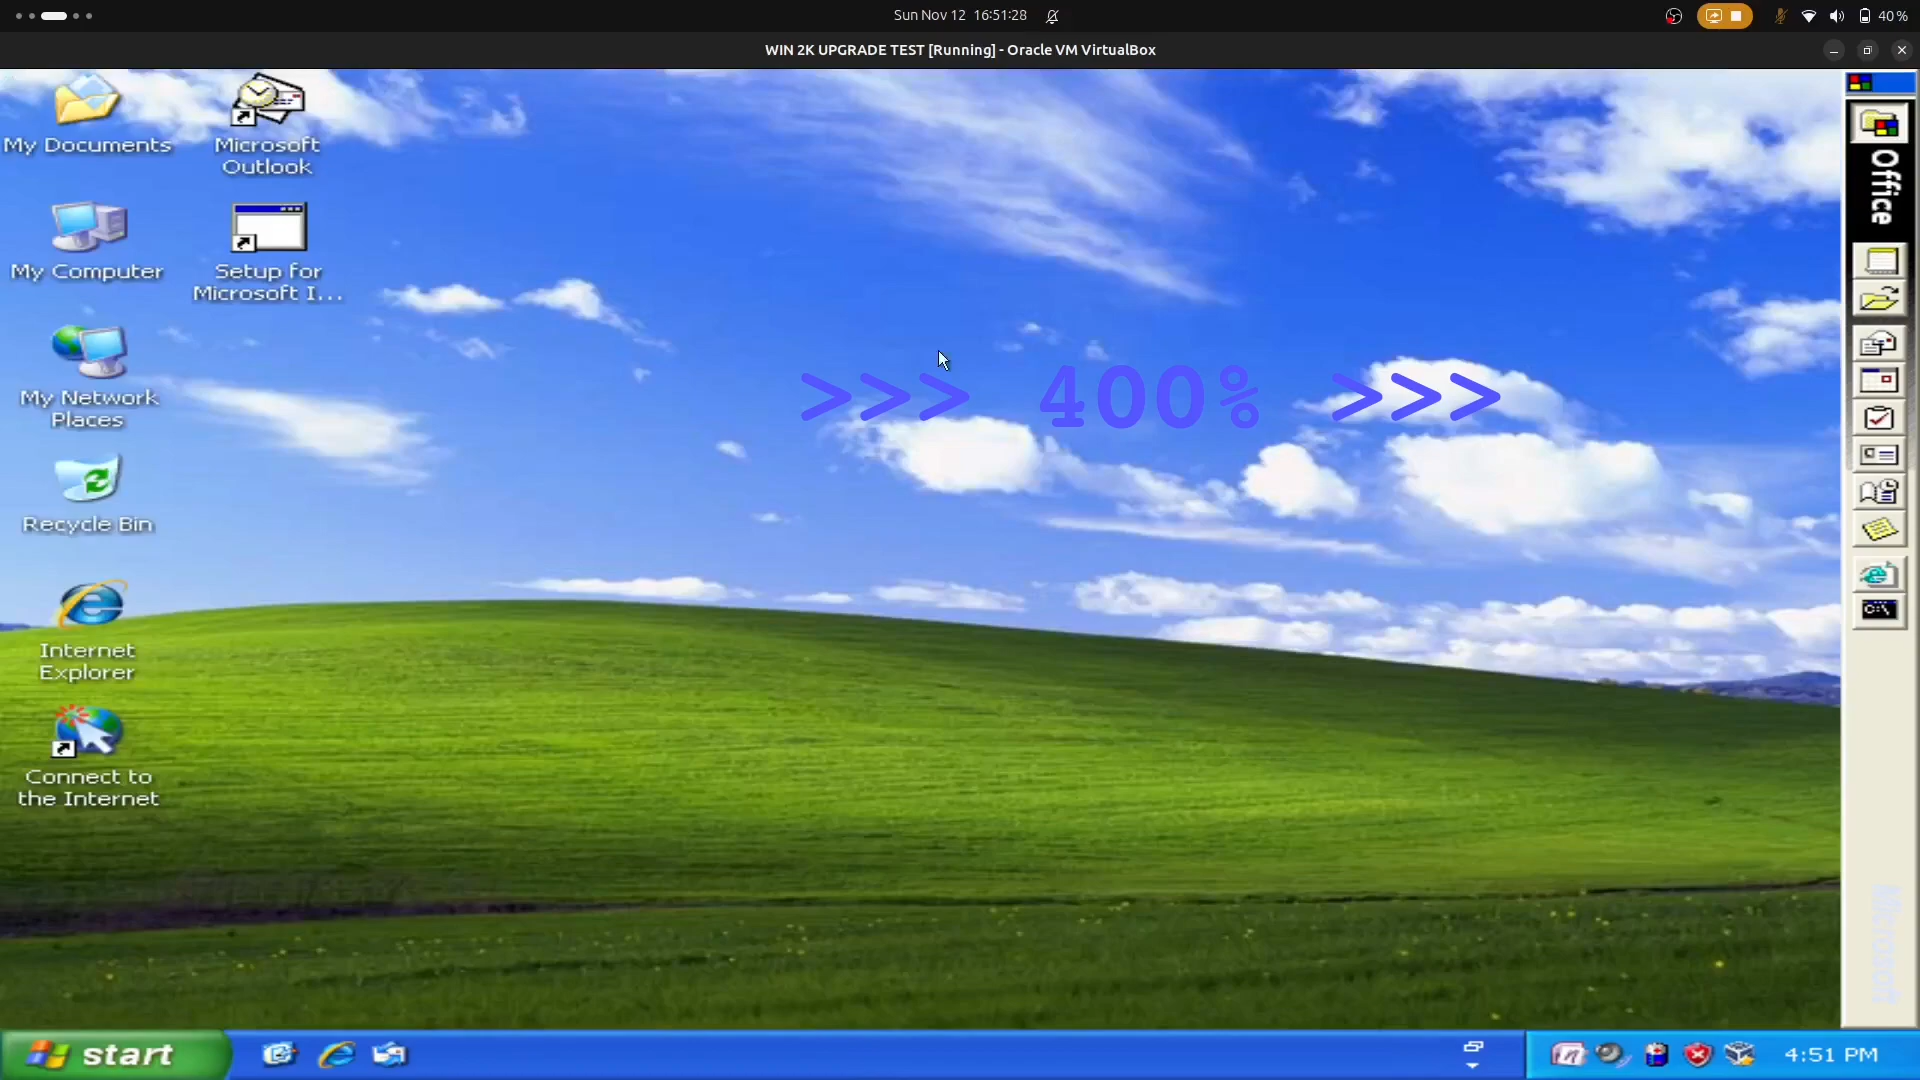 Sun Nov 12 16:51:28
40 %
WIN 2K UPGRADE TEST [Running] - Oracle VM VirtualBox
My Documents
Microsoft
Outlook
My Computer
Setup for
Microsoft I...
My Network
Places
Recycle Bin
Internet
Explorer
Connect to
the Internet
>>> 400% >>>
Office
C:\
Microsoft
start
4:51 PM